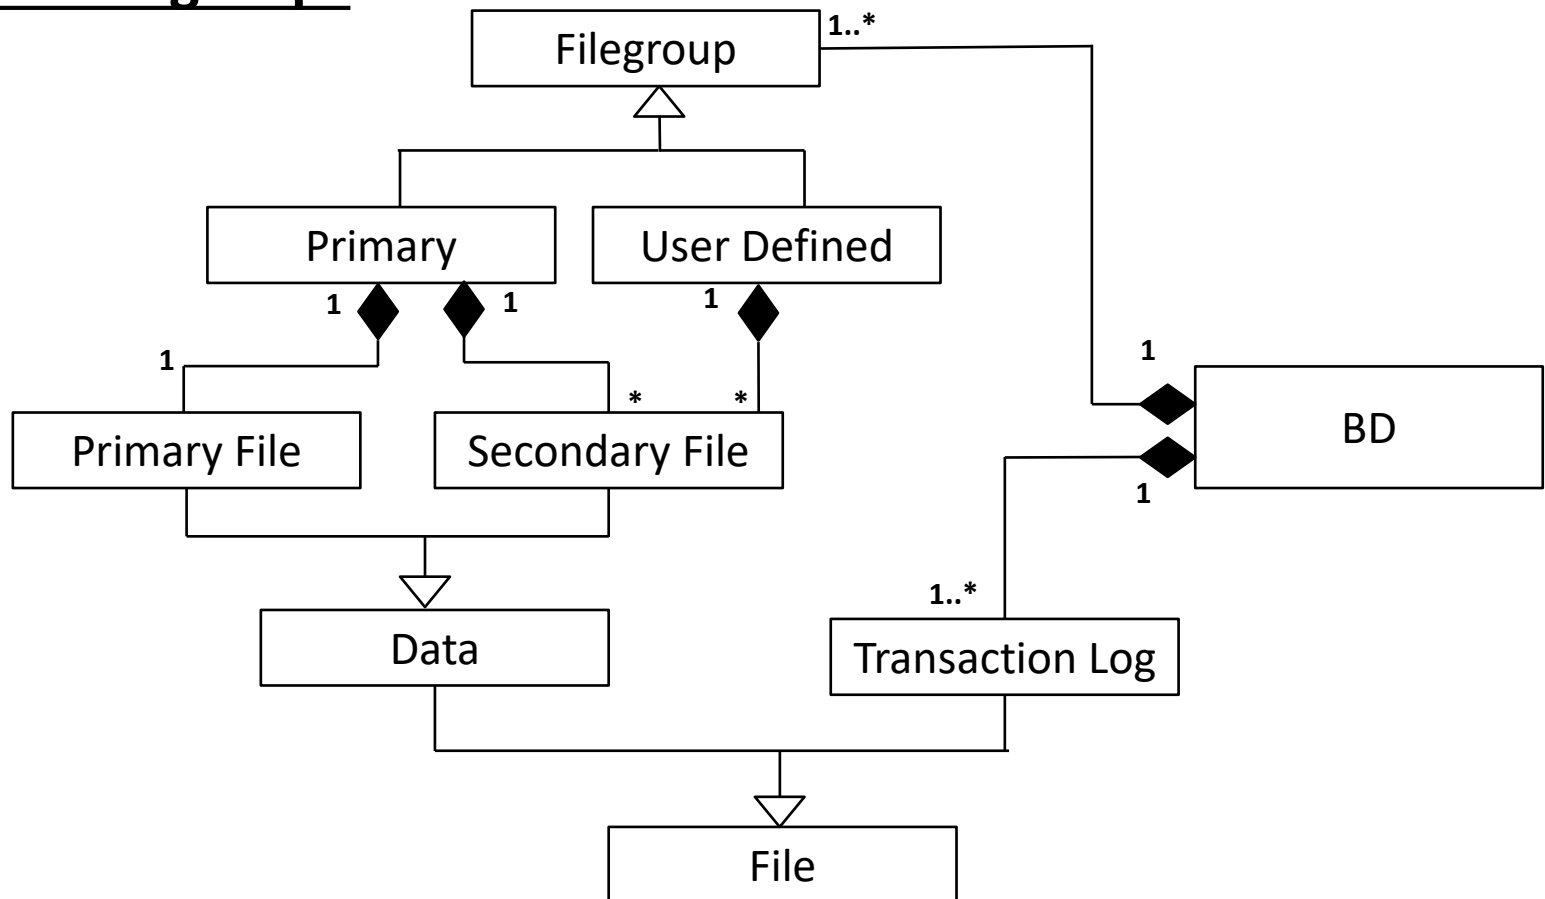 Filegroup
1..*
Primary
User Defined
1
1
1
1
1
*
*
Primary File
Secondary File
BD
1
1..*
Data
Transaction Log
File